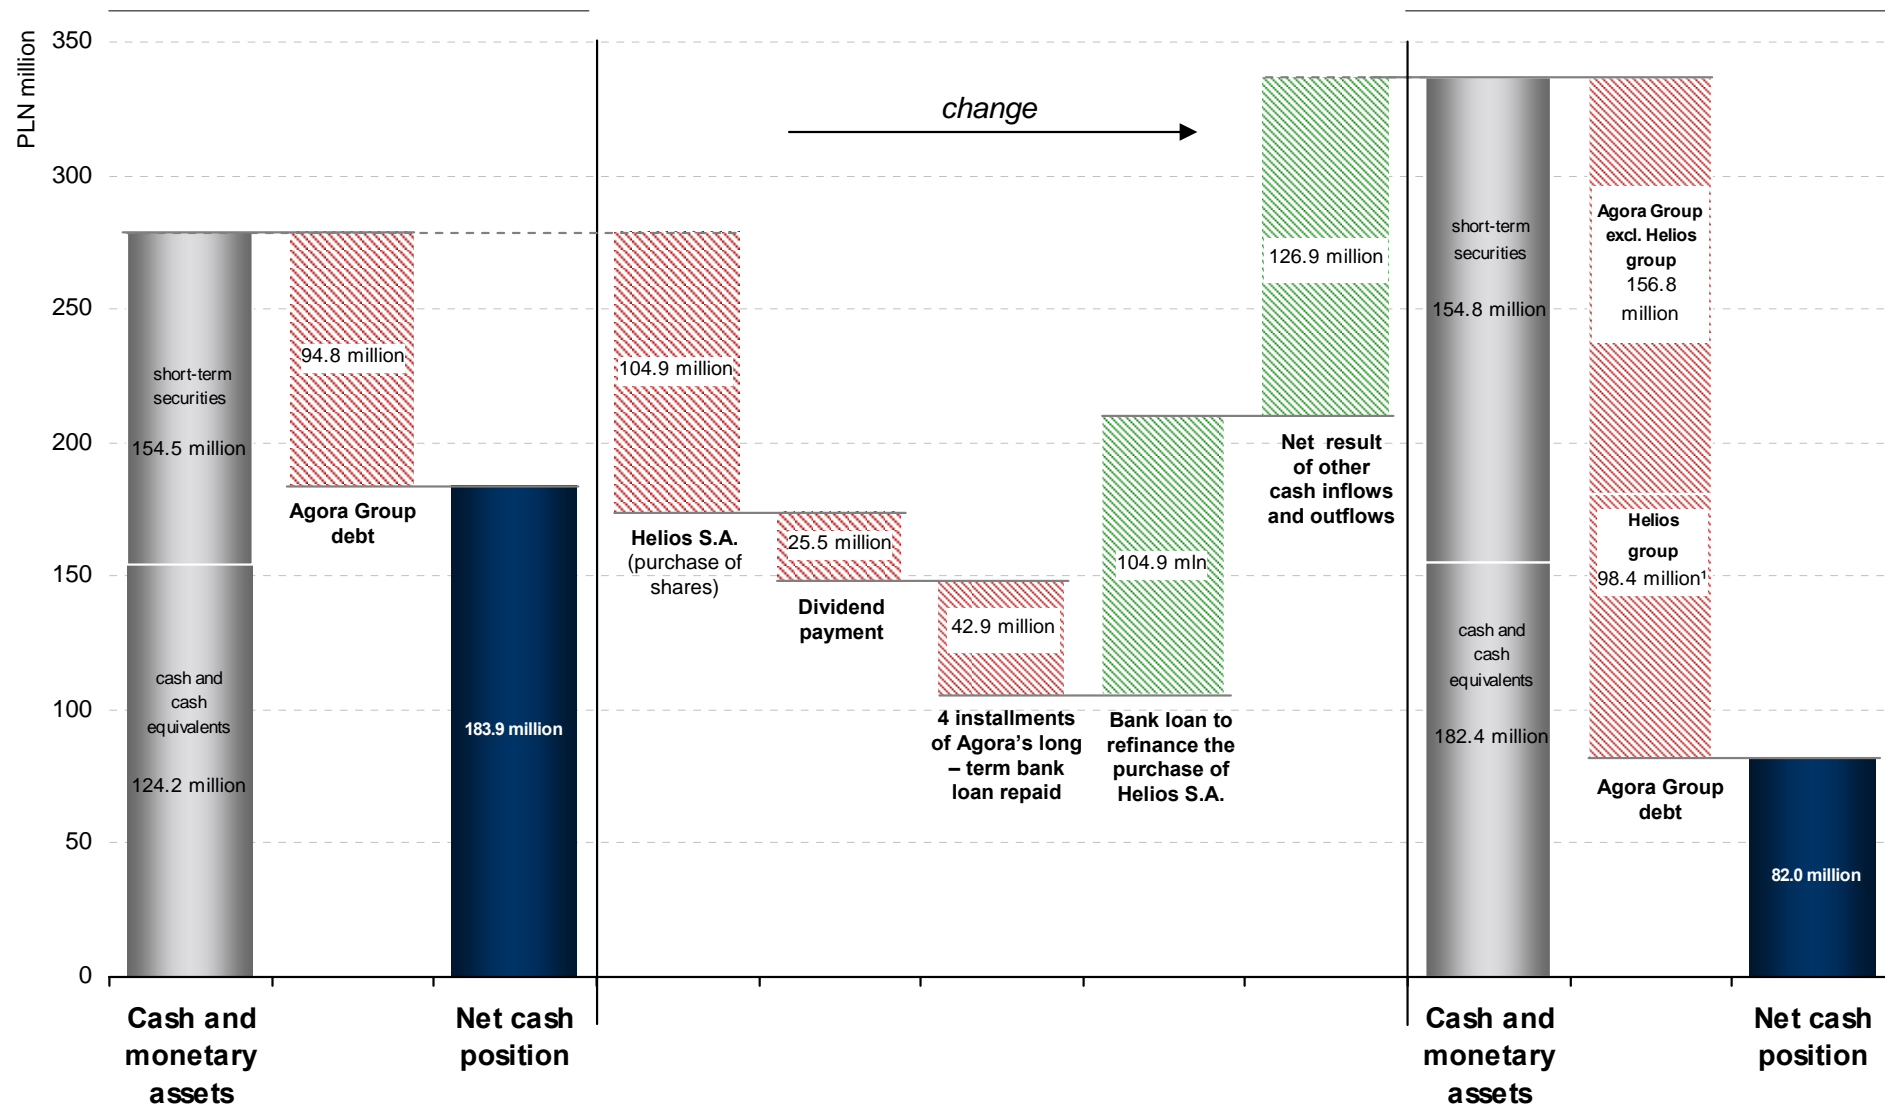 PLN million
350
300
250
200
150
100
50
0
short-term
securities
154.5 million
cash and
cash
equivalents
124.2 million
94.8 million
Agora Group
debt
183.9 million
change
104.9 million
Helios S.A.
(purchase of
shares)
25.5 million
Dividend
payment
42.9 million
4 installments
of Agora’s long
– term bank
loan repaid
104.9 mln
Bank loan to
refinance the
purchase of
Helios S.A.
126.9 million
Net result
of other
cash inflows
and outflows
short-term
securities
154.8 million
cash and
cash
equivalents
182.4 million
Agora Group
excl. Helios
group
156.8
million
Helios
group
98.4 million¹
Agora Group
debt
82.0 million
Cash and
monetary
assets
Net cash
position
Cash and
monetary
assets
Net cash
position